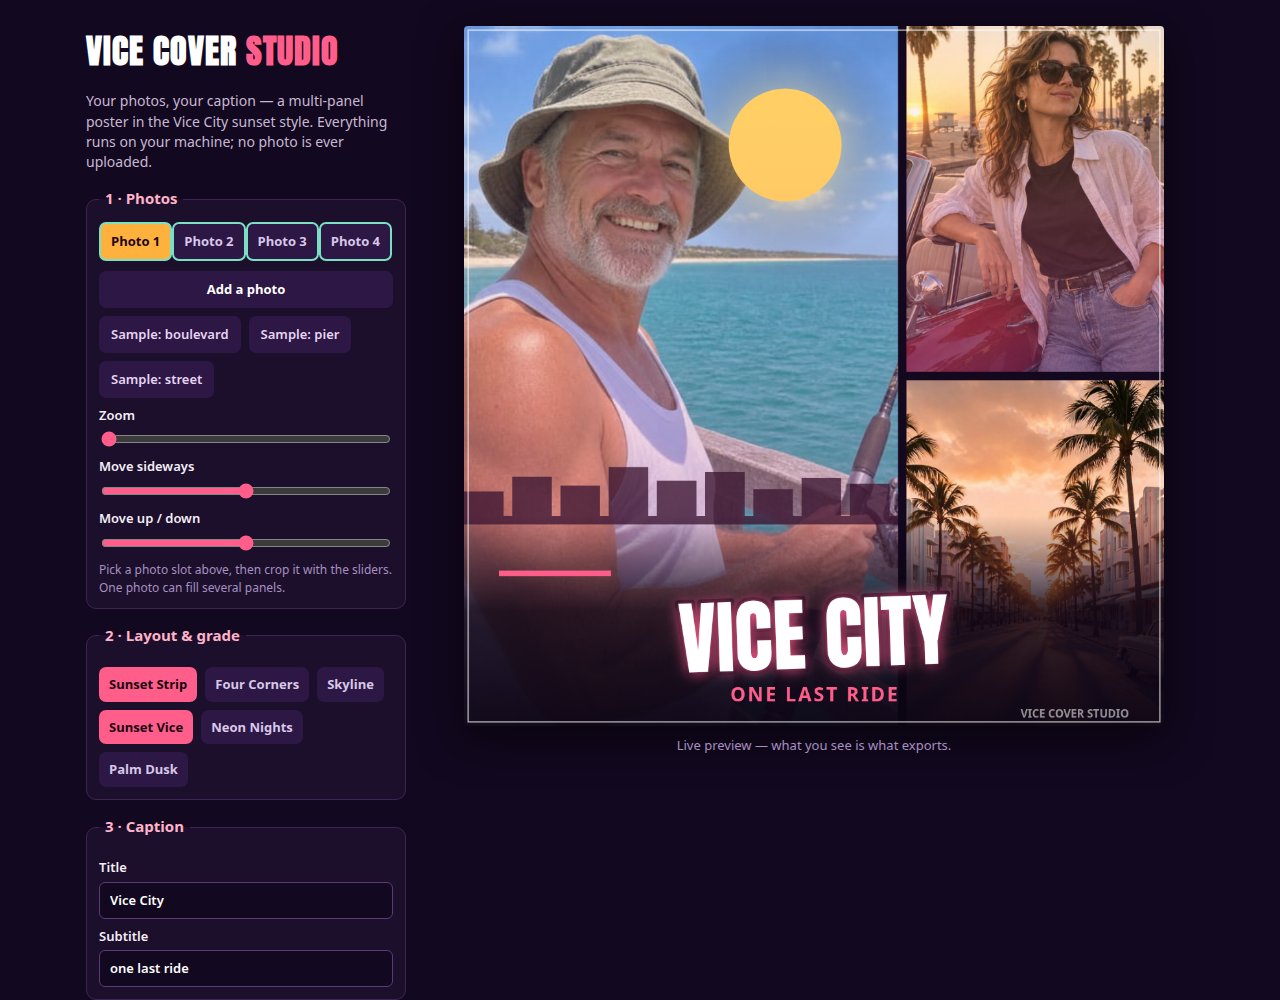 VICE COVER STUDIO
Your photos, your caption — a multi-panel
poster in the Vice City sunset style. Everything
runs on your machine; no photo is ever
uploaded.
1 · Photos
Photo 1
Photo 2
Photo 3
Photo 4
Add a photo
Sample: boulevard
Sample: pier
Sample: street
Zoom
Move sideways
Move up / down
Pick a photo slot above, then crop it with the sliders.
One photo can fill several panels.
2 · Layout & grade
Sunset Strip
Four Corners
Skyline
Sunset Vice
Neon Nights
Palm Dusk
3 · Caption
Title
Vice City
Subtitle
one last ride
VICE CITY
ONE LAST RIDE
VICE COVER STUDIO
Live preview — what you see is what exports.